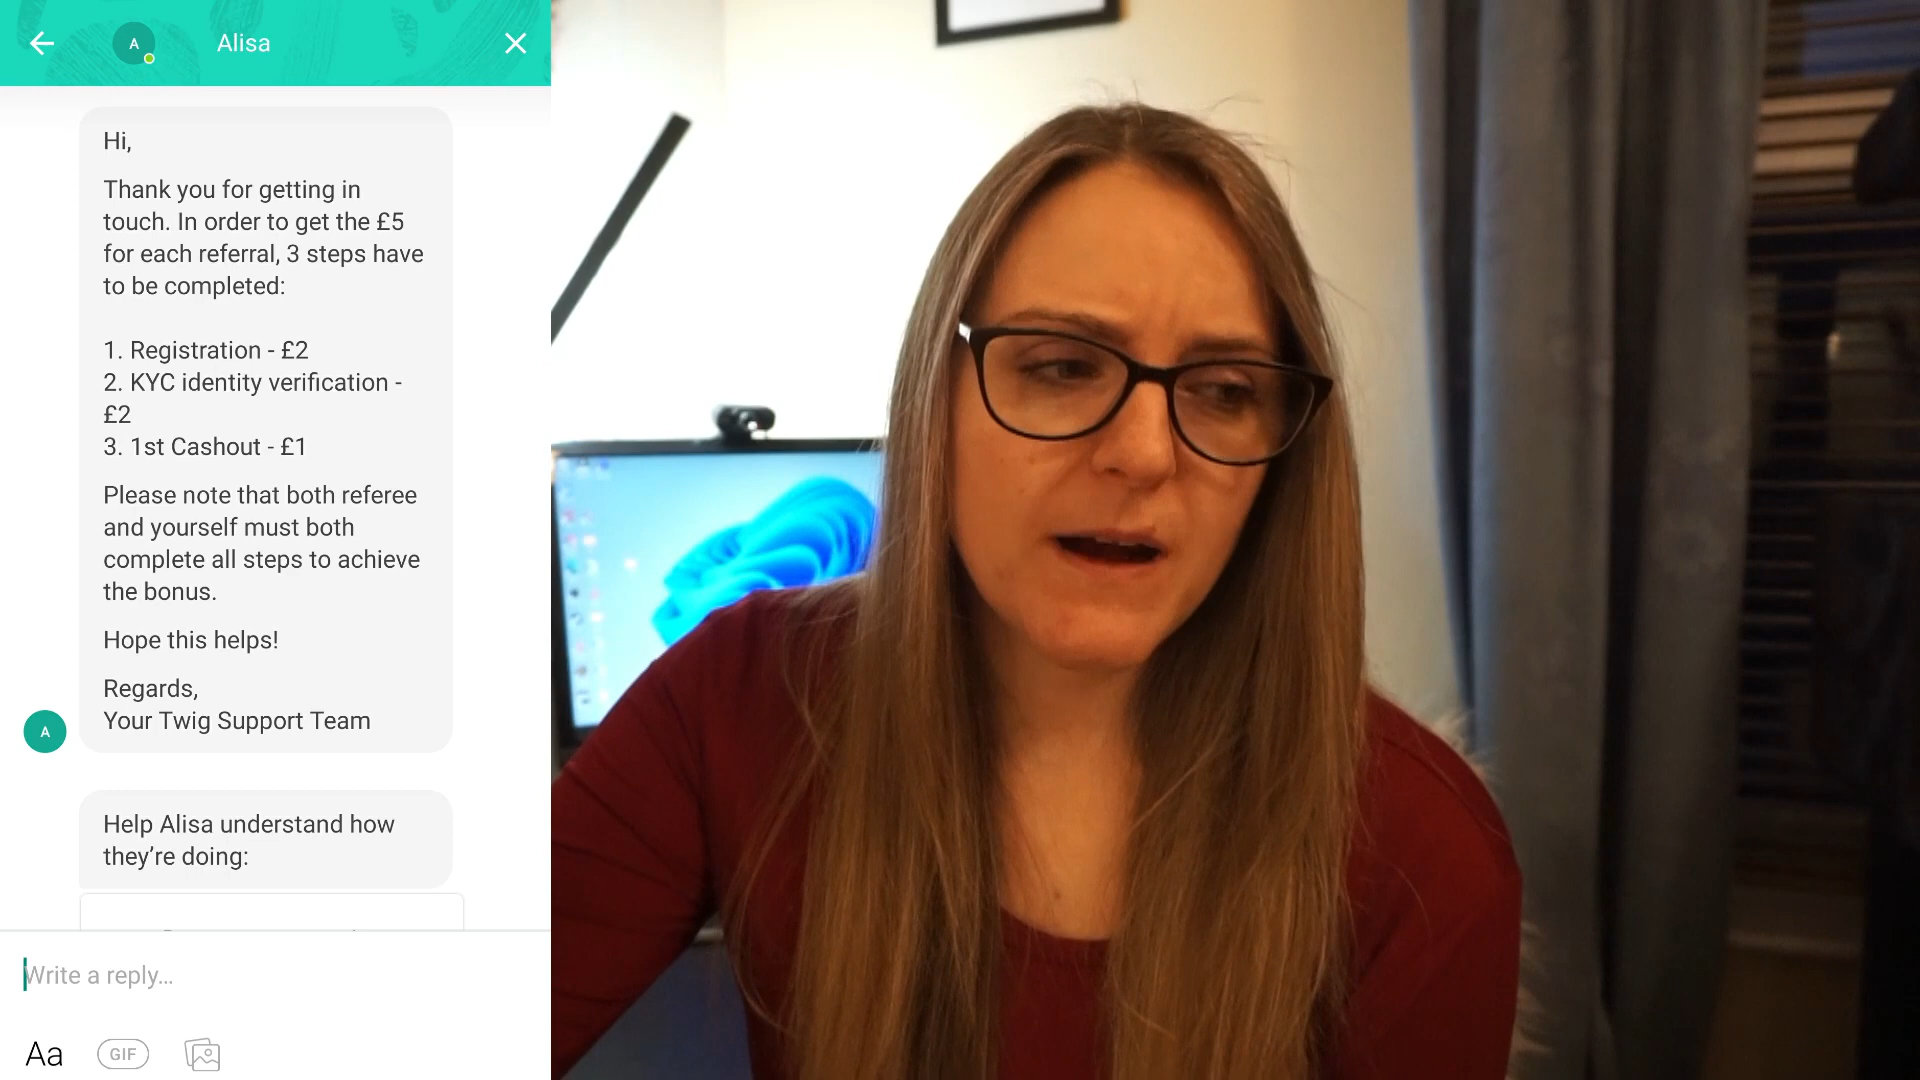 A
Alisa
Hi,
Thank you for getting in
touch. In order to get the £5
for each referral, 3 steps have
to be completed:
1. Registration - £2
2. KYC identity verification -
£2
3. 1st Cashout - £1
Please note that both referee
and yourself must both
complete all steps to achieve
the bonus.
Hope this helps!
Regards,
Your Twig Support Team
A
Help Alisa understand how
they’re doing:
Write a reply...
Aa
GIF